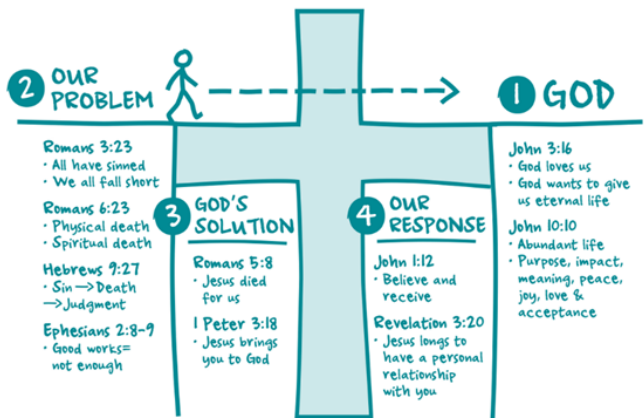 1 GOD
John 3:16
· God loves us
· God wants to give
us eternal life
John 10:10
· Abundant life
· Purpose, impact,
meaning, peace,
joy, love &
acceptance
2 OUR
PROBLEM
Romans 3:23
· All have sinned
· We all fall short
Romans 6:23
· Physical death
· Spiritual death
Hebrews 9:27
· Sin → Death
→ Judgment
Ephesians 2:8-9
· Good works=
not enough
3 GOD'S
SOLUTION
Romans 5:8
· Jesus died
for us
1 Peter 3:18
· Jesus brings
you to God
4 OUR
RESPONSE
John 1:12
· Believe and
receive
Revelation 3:20
· Jesus longs to
have a personal
relationship
with you